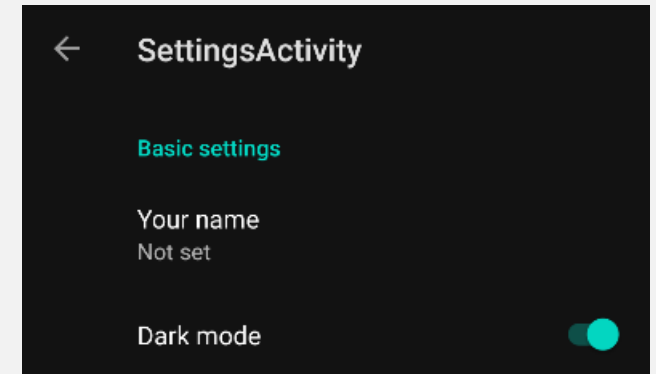 SettingsActivity
Basic settings
Your name
Not set
Dark mode